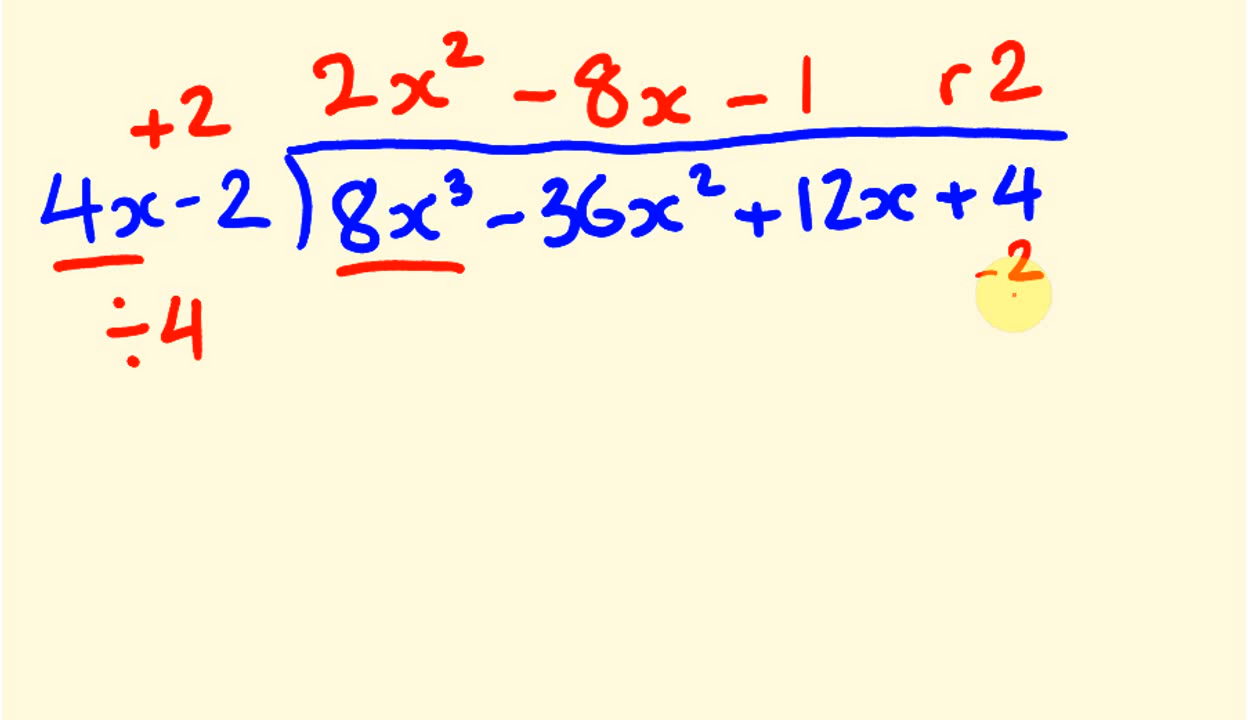 +2 2x² - 8x - 1 r2
4x - 2 ) 8x³ - 36x² + 12x + 4
-2
÷4